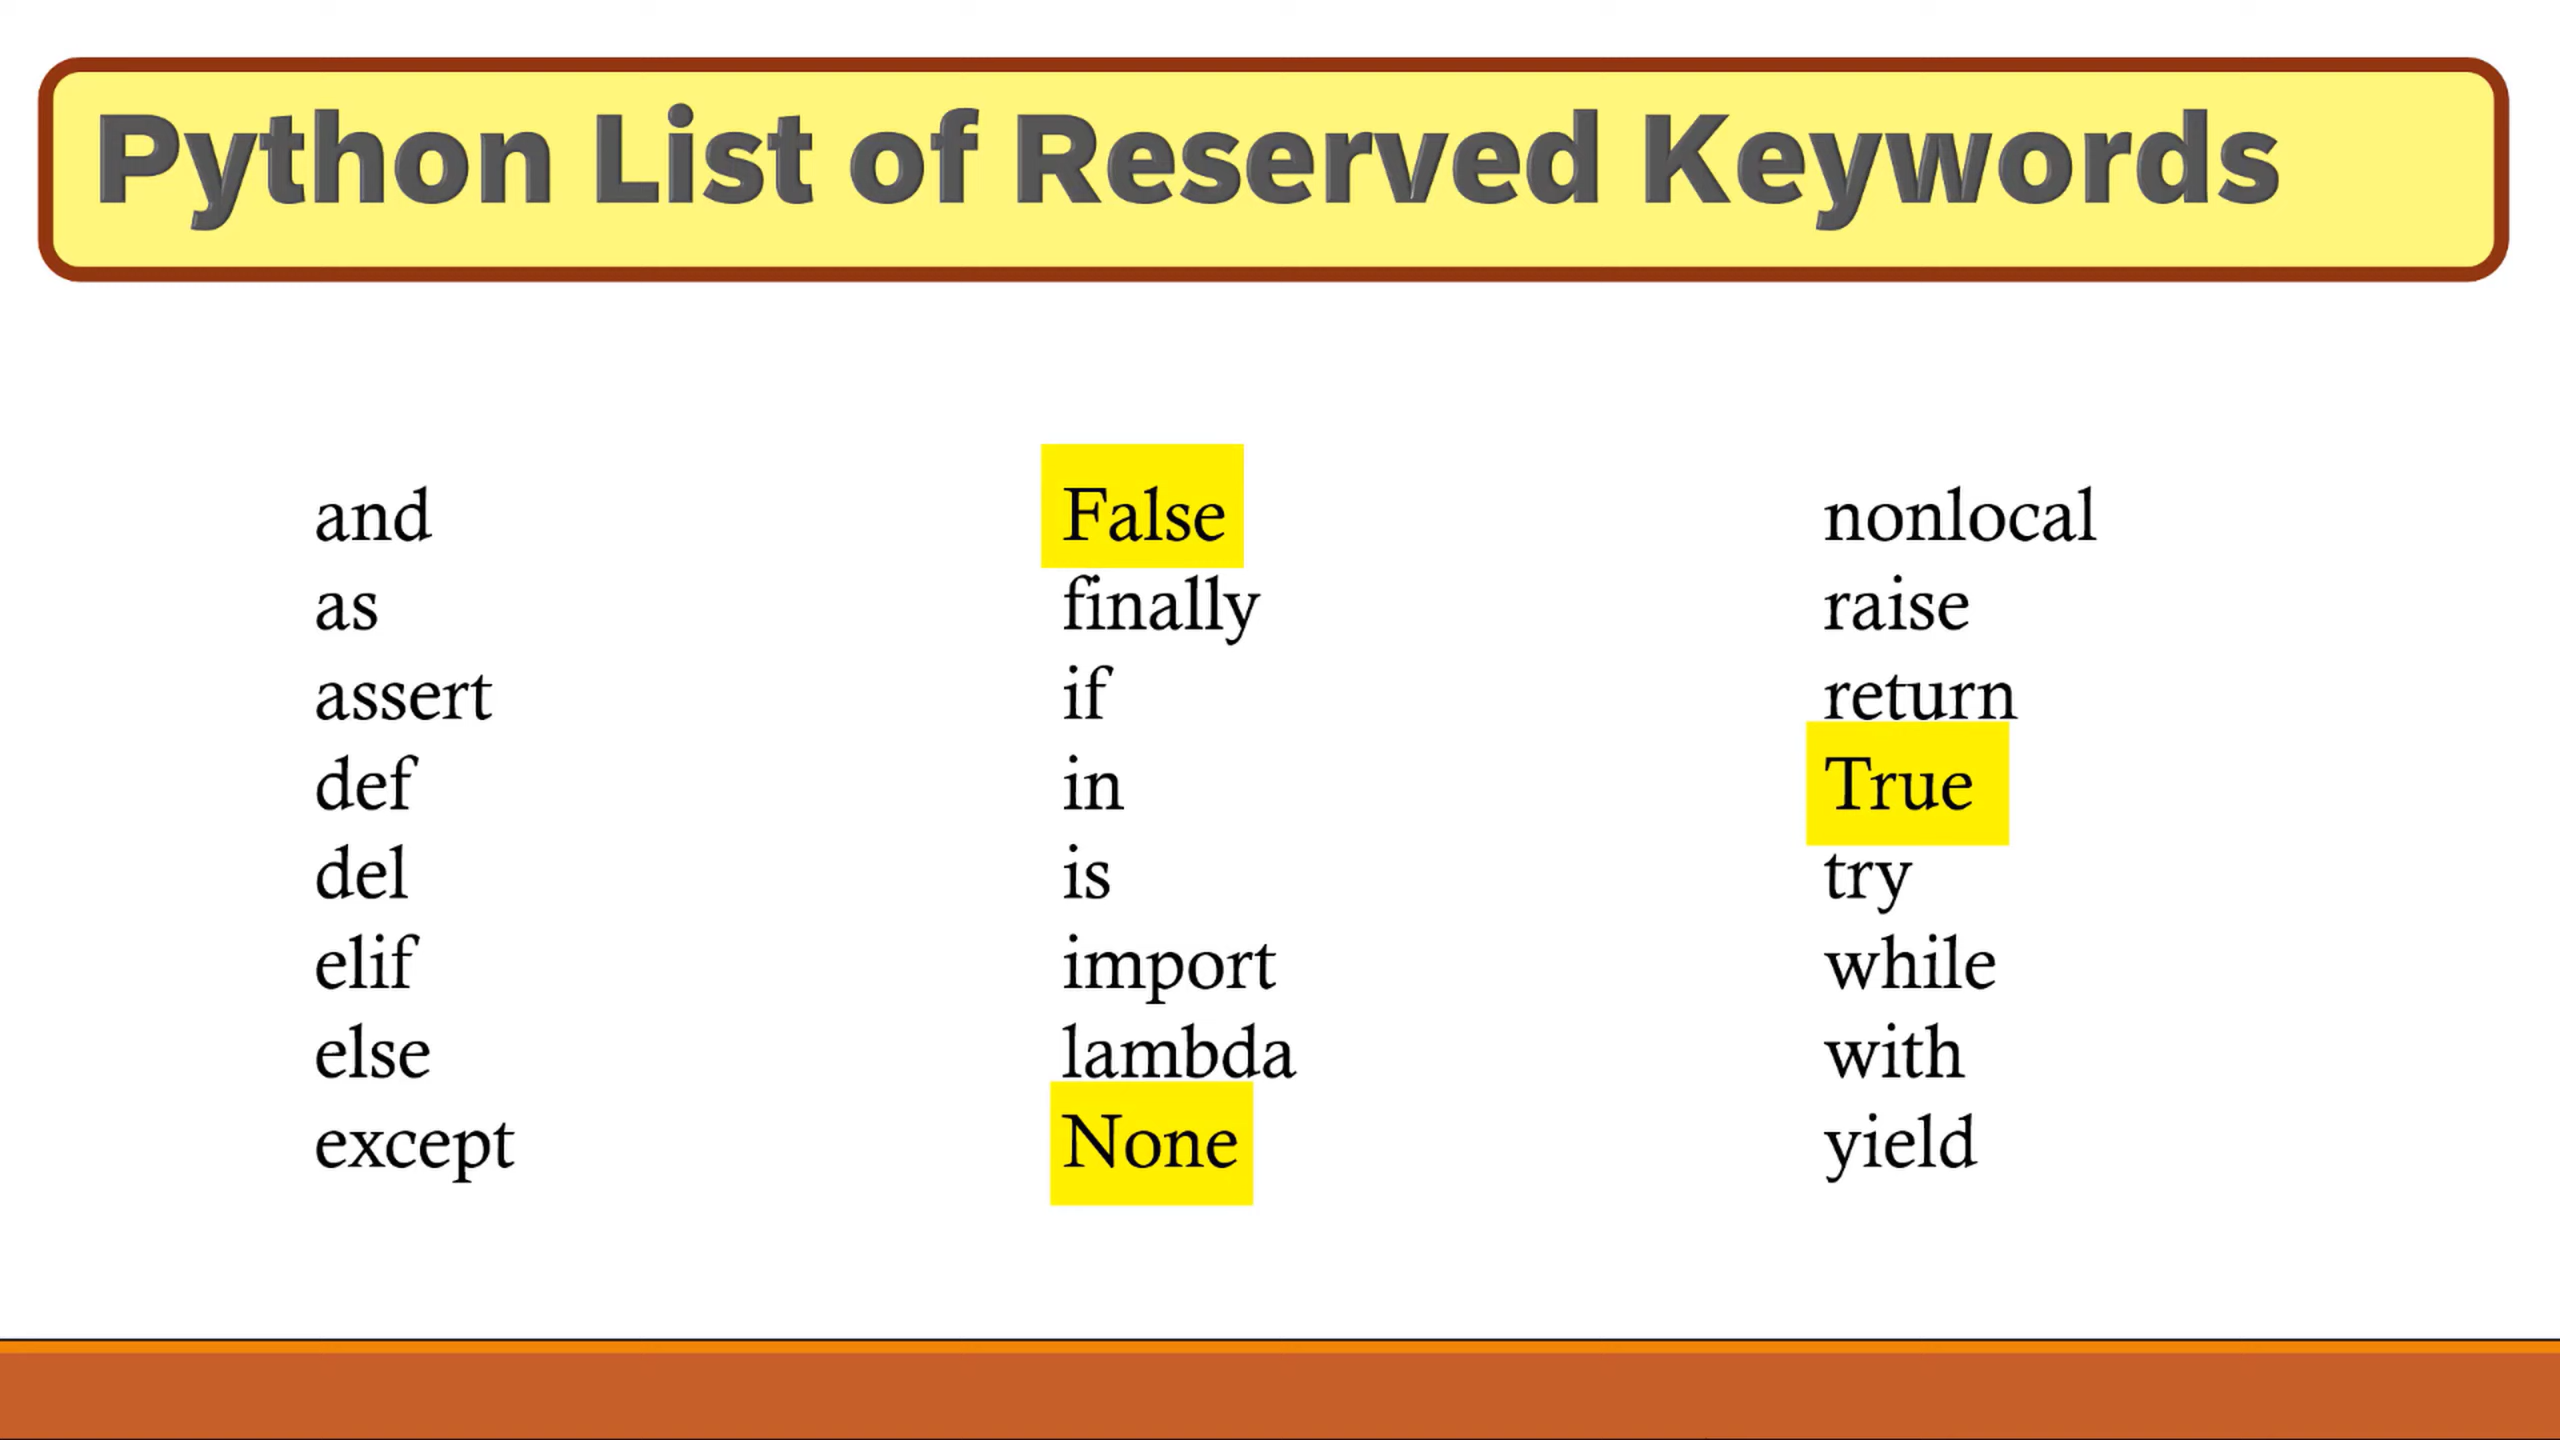 Python List of Reserved Keywords
and
as
assert
def
del
elif
else
except
False
finally
if
in
is
import
lambda
None
nonlocal
raise
return
True
try
while
with
yield